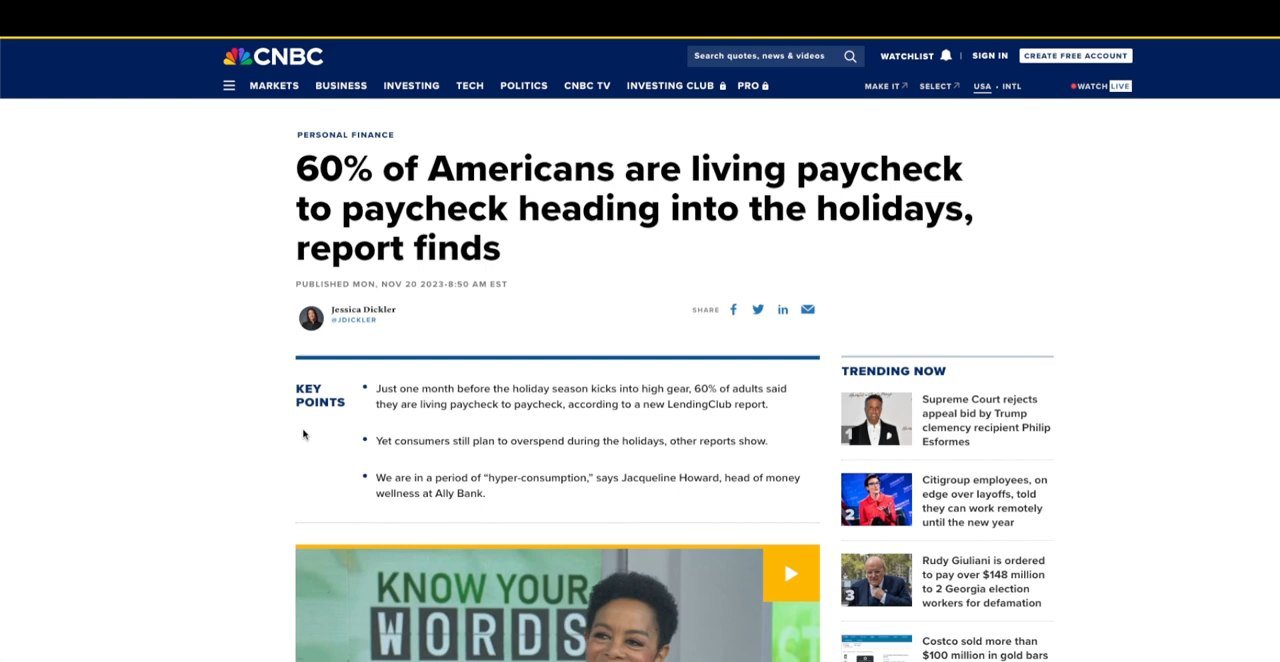 CNBC
Search quotes, news & videos
WATCHLIST
SIGN IN
CREATE FREE ACCOUNT
MARKETS
BUSINESS
INVESTING
TECH
POLITICS
CNBC TV
INVESTING CLUB
PRO
MAKE IT
SELECT
USA • INTL
WATCH LIVE
PERSONAL FINANCE
60% of Americans are living paycheck
to paycheck heading into the holidays,
report finds
PUBLISHED MON, NOV 20 2023•8:50 AM EST
Jessica Dickler
@JDICKLER
SHARE
KEY
POINTS
• Just one month before the holiday season kicks into high gear, 60% of adults said
they are living paycheck to paycheck, according to a new LendingClub report.
• Yet consumers still plan to overspend during the holidays, other reports show.
• We are in a period of “hyper-consumption,” says Jacqueline Howard, head of money
wellness at Ally Bank.
KNOW YOUR
WORDS
TRENDING NOW
1
Supreme Court rejects
appeal bid by Trump
clemency recipient Philip
Esformes
2
Citigroup employees, on
edge over layoffs, told
they can work remotely
until the new year
3
Rudy Giuliani is ordered
to pay over $148 million
to 2 Georgia election
workers for defamation
Costco sold more than
$100 million in gold bars